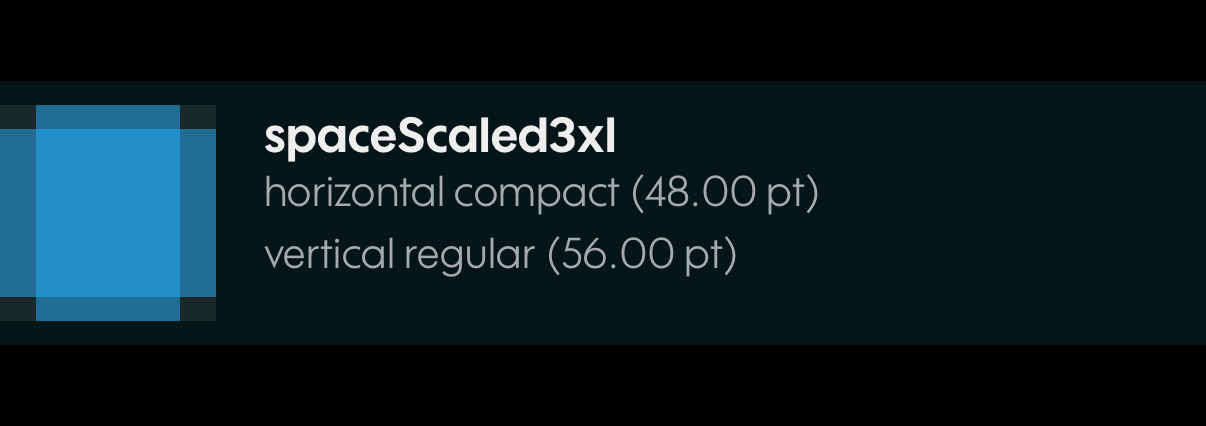 spaceScaled3xl
horizontal compact (48.00 pt)
vertical regular (56.00 pt)